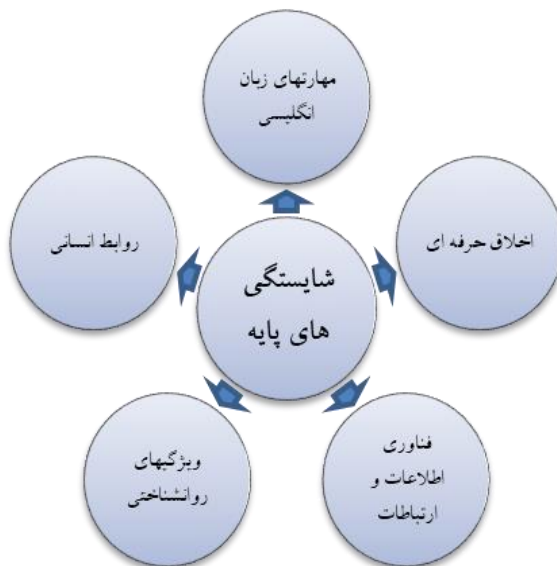 مهارتهای زبان
انگلیسی
روابط انسانی
اخلاق حرفه ای
شایستگی
های پایه
ویژگیهای
روانشناختی
فناوری
اطلاعات و
ارتباطات